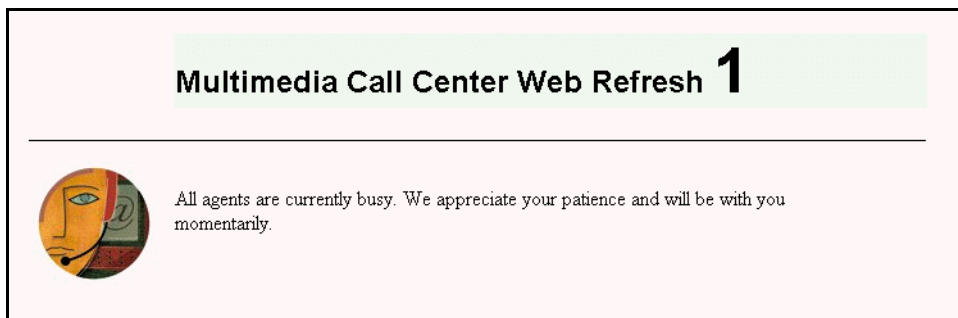 Multimedia Call Center Web Refresh 1
All agents are currently busy. We appreciate your patience and will be with you
momentarily.
@